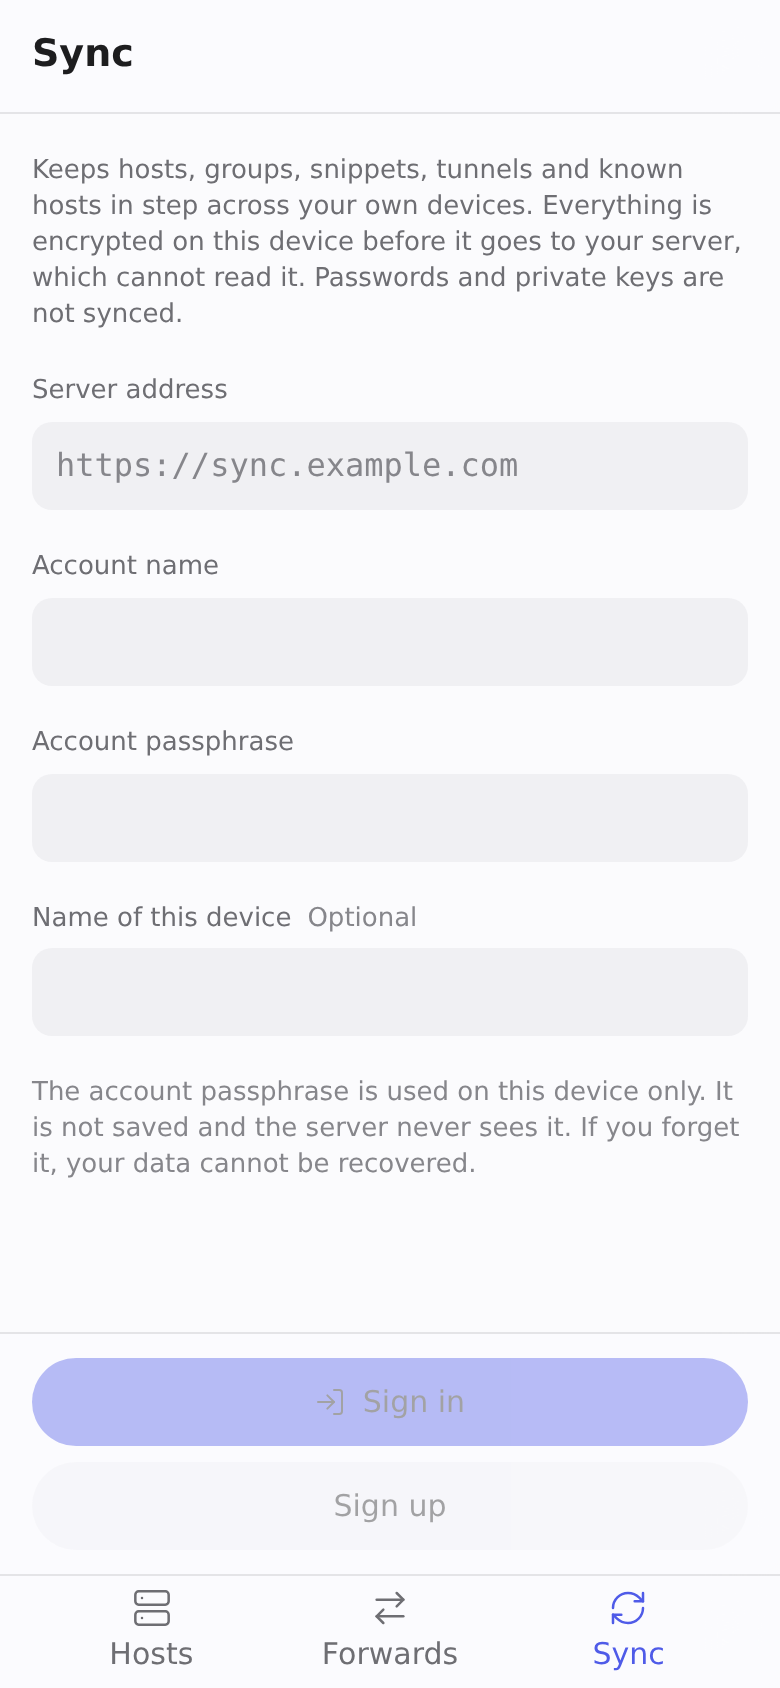 Sync
Keeps hosts, groups, snippets, tunnels and known
hosts in step across your own devices. Everything is
encrypted on this device before it goes to your server,
which cannot read it. Passwords and private keys are
not synced.
Server address
https://sync.example.com
Account name
Account passphrase
Name of this device Optional
The account passphrase is used on this device only. It
is not saved and the server never sees it. If you forget
it, your data cannot be recovered.
Sign in
Sign up
Hosts Forwards Sync